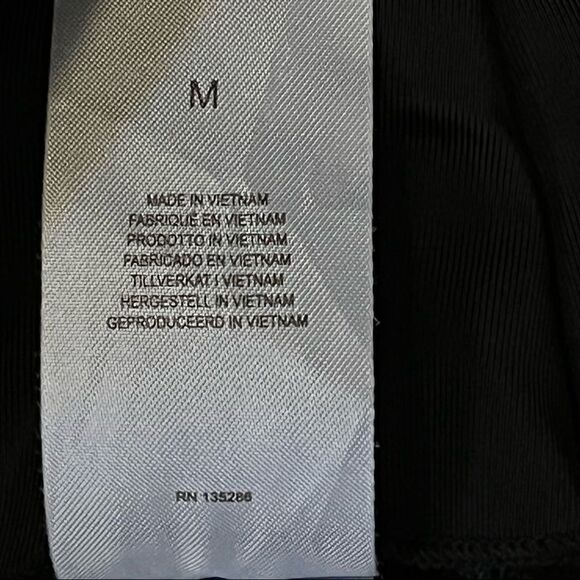 M
MADE IN VIETNAM
FABRIQUÉ EN VIETNAM
PRODOTTO IN VIETNAM
FABRICADO EN VIETNAM
TILLVERKAT I VIETNAM
HERGESTELL IN VIETNAM
GEPRODUCEERD IN VIETNAM
RN 135286